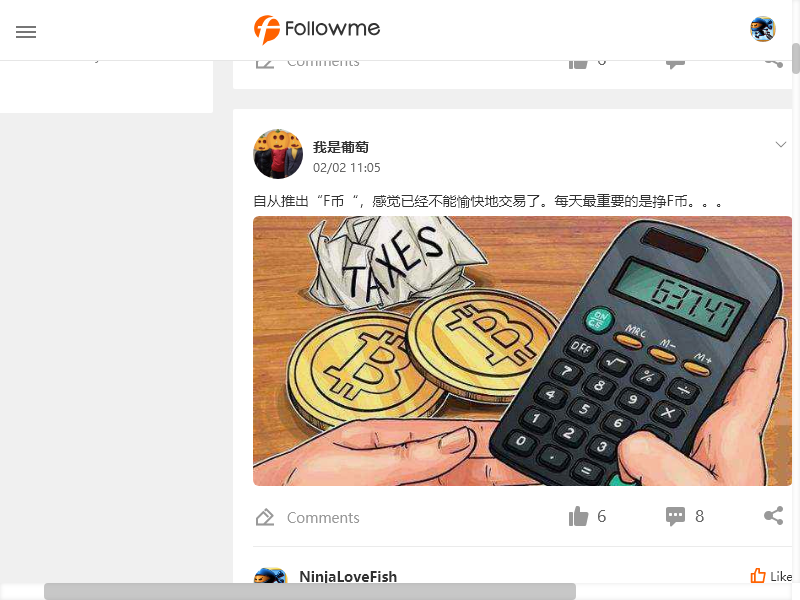 Followme
Comments
我是葡萄
02/02 11:05
自从推出“F币“，感觉已经不能愉快地交易了。每天最重要的是挣F币。。。
TAXES
637.47
ON
C/CE
MRC M- M+
OFF √ % ÷
7 8 9 X
4 5 6
1 2 3
0 . =
Comments 6 8
NinjaLoveFish Like